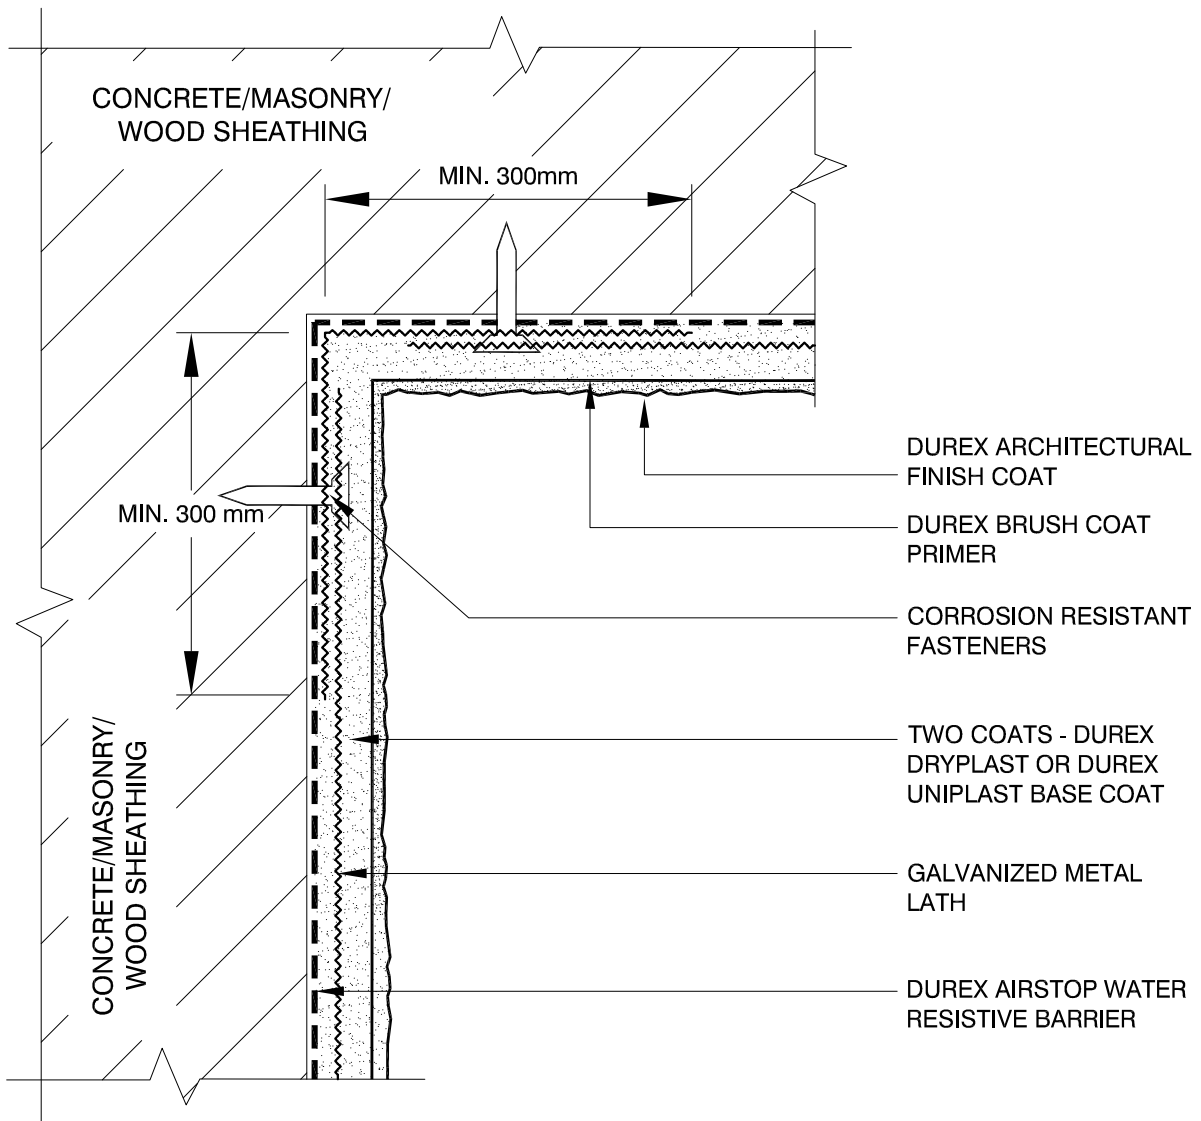 CONCRETE/MASONRY/
WOOD SHEATHING
MIN. 300mm
MIN. 300 mm
CONCRETE/MASONRY/
WOOD SHEATHING
DUREX ARCHITECTURAL
FINISH COAT
DUREX BRUSH COAT
PRIMER
CORROSION RESISTANT
FASTENERS
TWO COATS - DUREX
DRYPLAST OR DUREX
UNIPLAST BASE COAT
GALVANIZED METAL
LATH
DUREX AIRSTOP WATER
RESISTIVE BARRIER